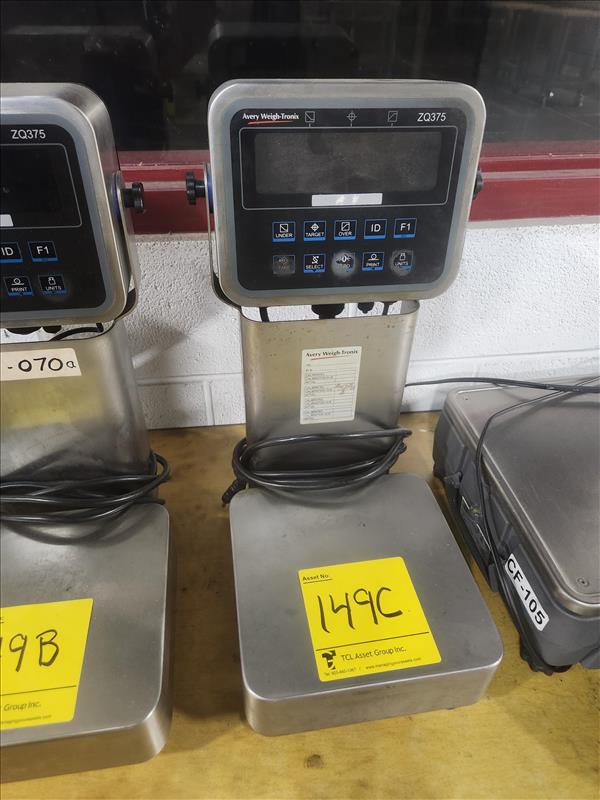 ZQ375
ID
F1
PRINT
UNITS
-070a
9B
Group Inc.
Avery Weigh-Tronix
ZQ375
UNDER
TARGET
OVER
ID
F1
SELECT
PRINT
UNITS
Avery Weigh-Tronix
Asset No.
149C
TCL Asset Group Inc.
CF-105